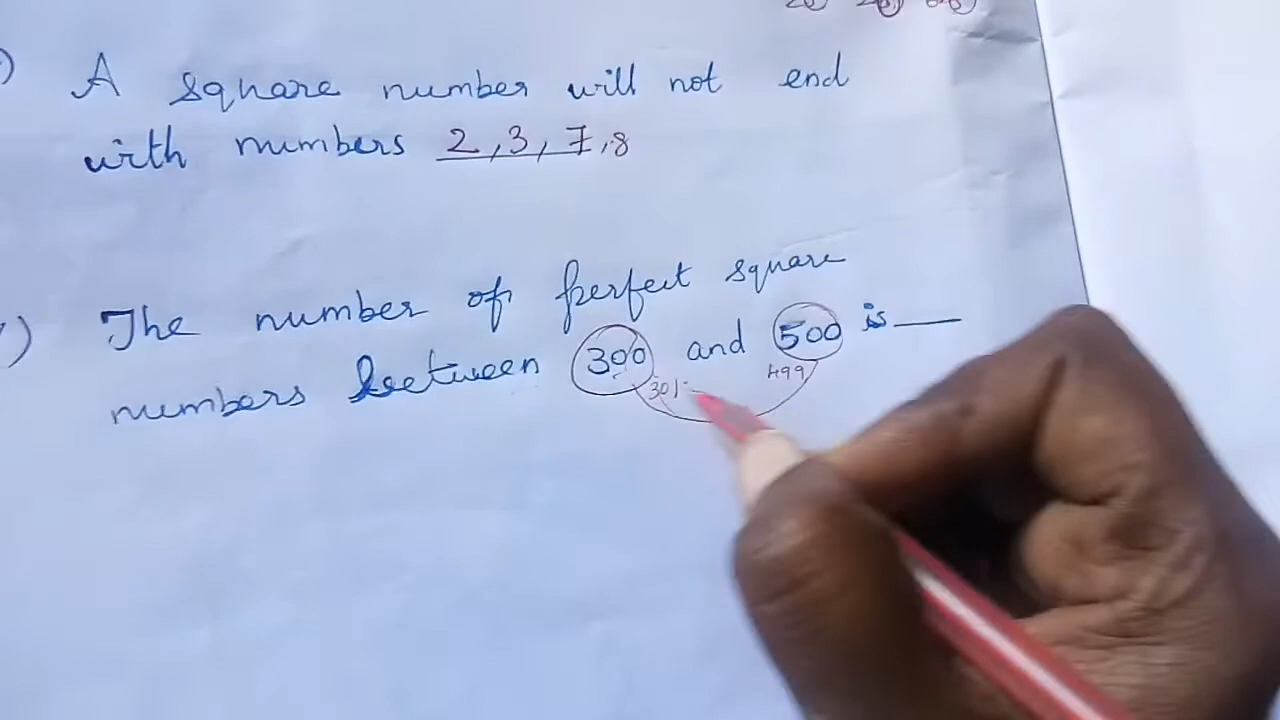 A square number will not end
with numbers 2, 3, 7, 8
The number of perfect square
numbers between 300 and 500 is
301 499